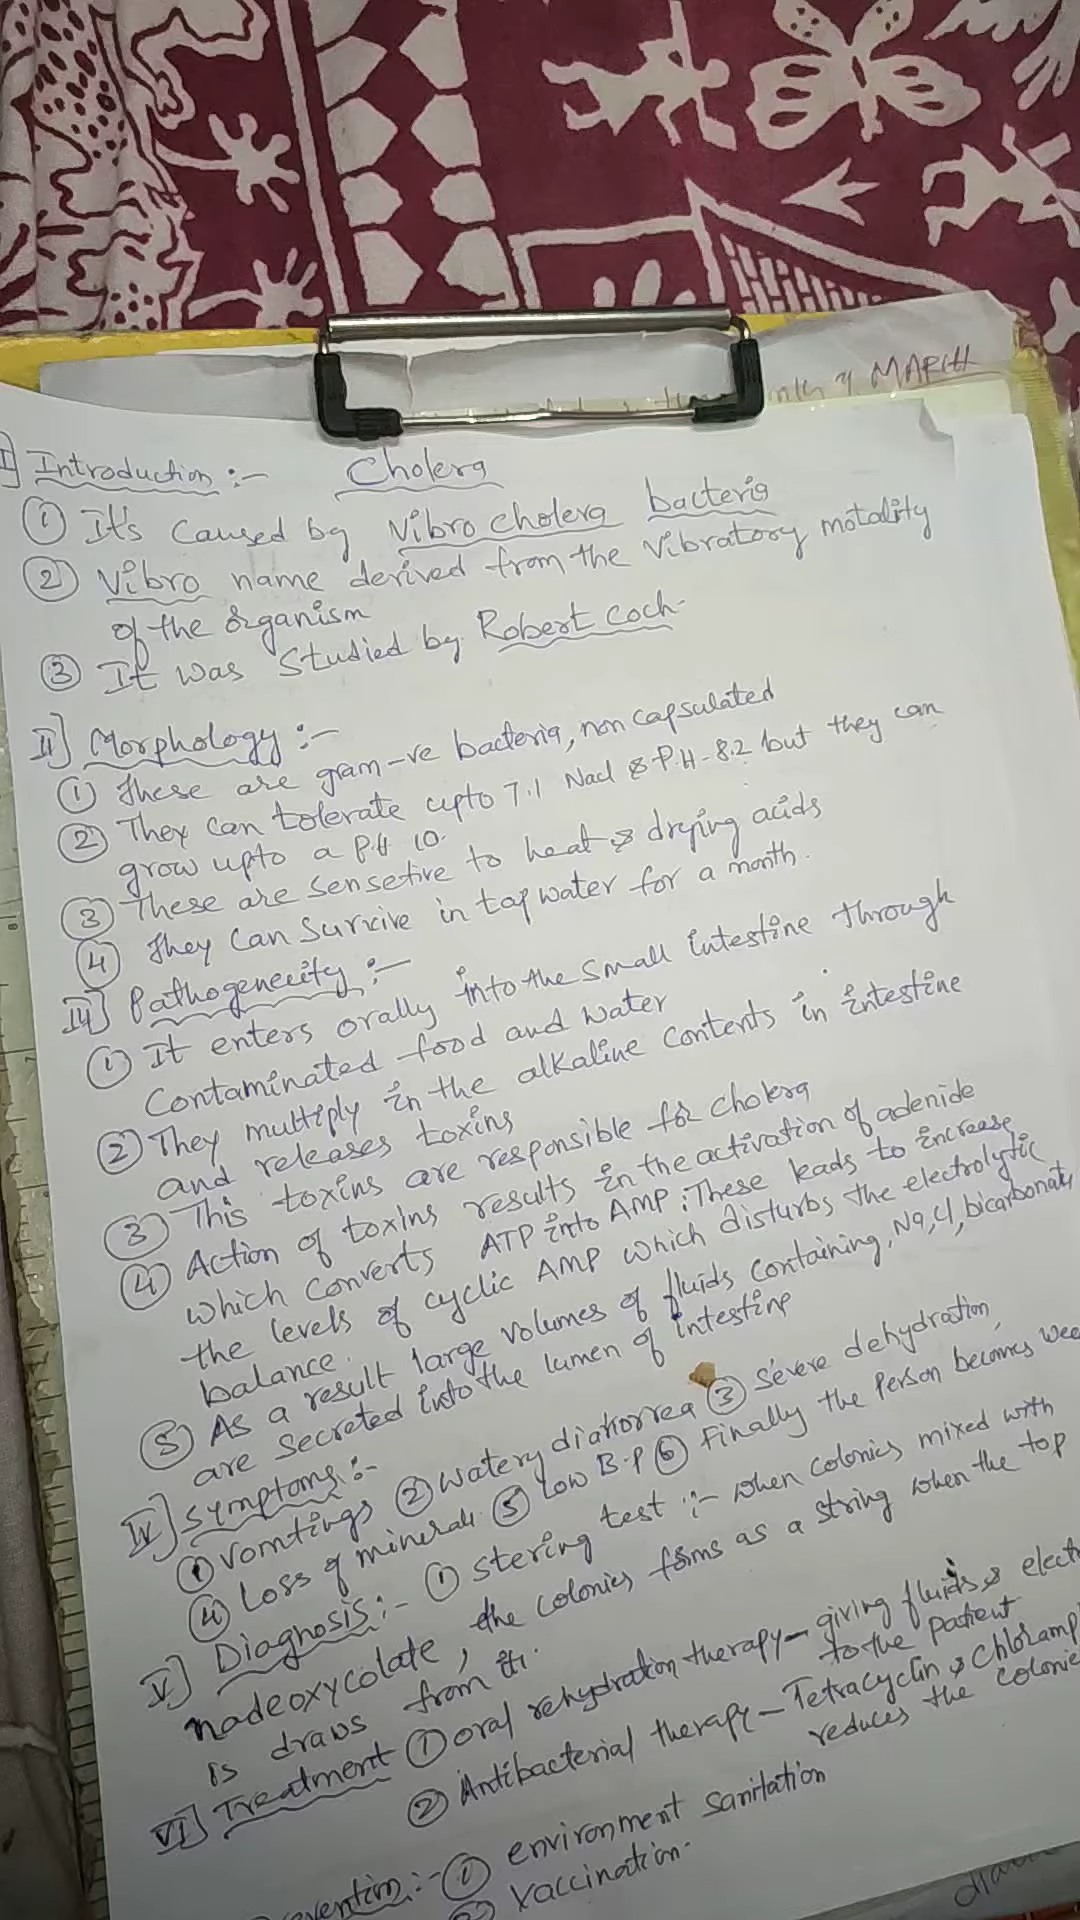 MARCH
I] Introduction :- Cholera
① It's caused by Vibro cholera bacteria
② Vibro name derived from the vibratory motality
of the organism
③ It was studied by Robert Coch-
II] Morphology :-
① These are gram -ve bacteria, non capsulated
② They can tolerate upto 7.1 Nacl & P.H-8.2 but they can
grow upto a P.H 10.
③ These are sensetive to heat & drying acids
④ They can survive in tap water for a month.
III] Pathogenecity :-
① It enters orally into the small intestine through
Contaminated food and water
② They multiply in the alkaline contents in intestine
and releases toxins
③ This toxins are responsible for cholera
④ Action of toxins results in the activation of adenide
which converts ATP into AMP; These leads to increase
the levels of cyclic AMP which disturbs the electrolytic
balance.
⑤ As a result large volumes of fluids containing, Na, Cl, bicarbonate
are secreted into the lumen of intestine
IV] Symptoms :-
① Vomtings ② watery diahorrea ③ Severe dehydration,
④ Loss of minerals ⑤ low B.P ⑥ Finally the person becomes wee
V] Diagnosis :- ① stering test :- when colonies mixed with
nadeoxycolate, the colonies forms as a string when the top
is draws from it.
VI] Treatment ① oral rehydration therapy - giving fluids & elect
to the patient
② Antibacterial therapy - Tetracyclin & Chloramp
reduces the colonie
evention :- ① environment sanitation
② vaccination.